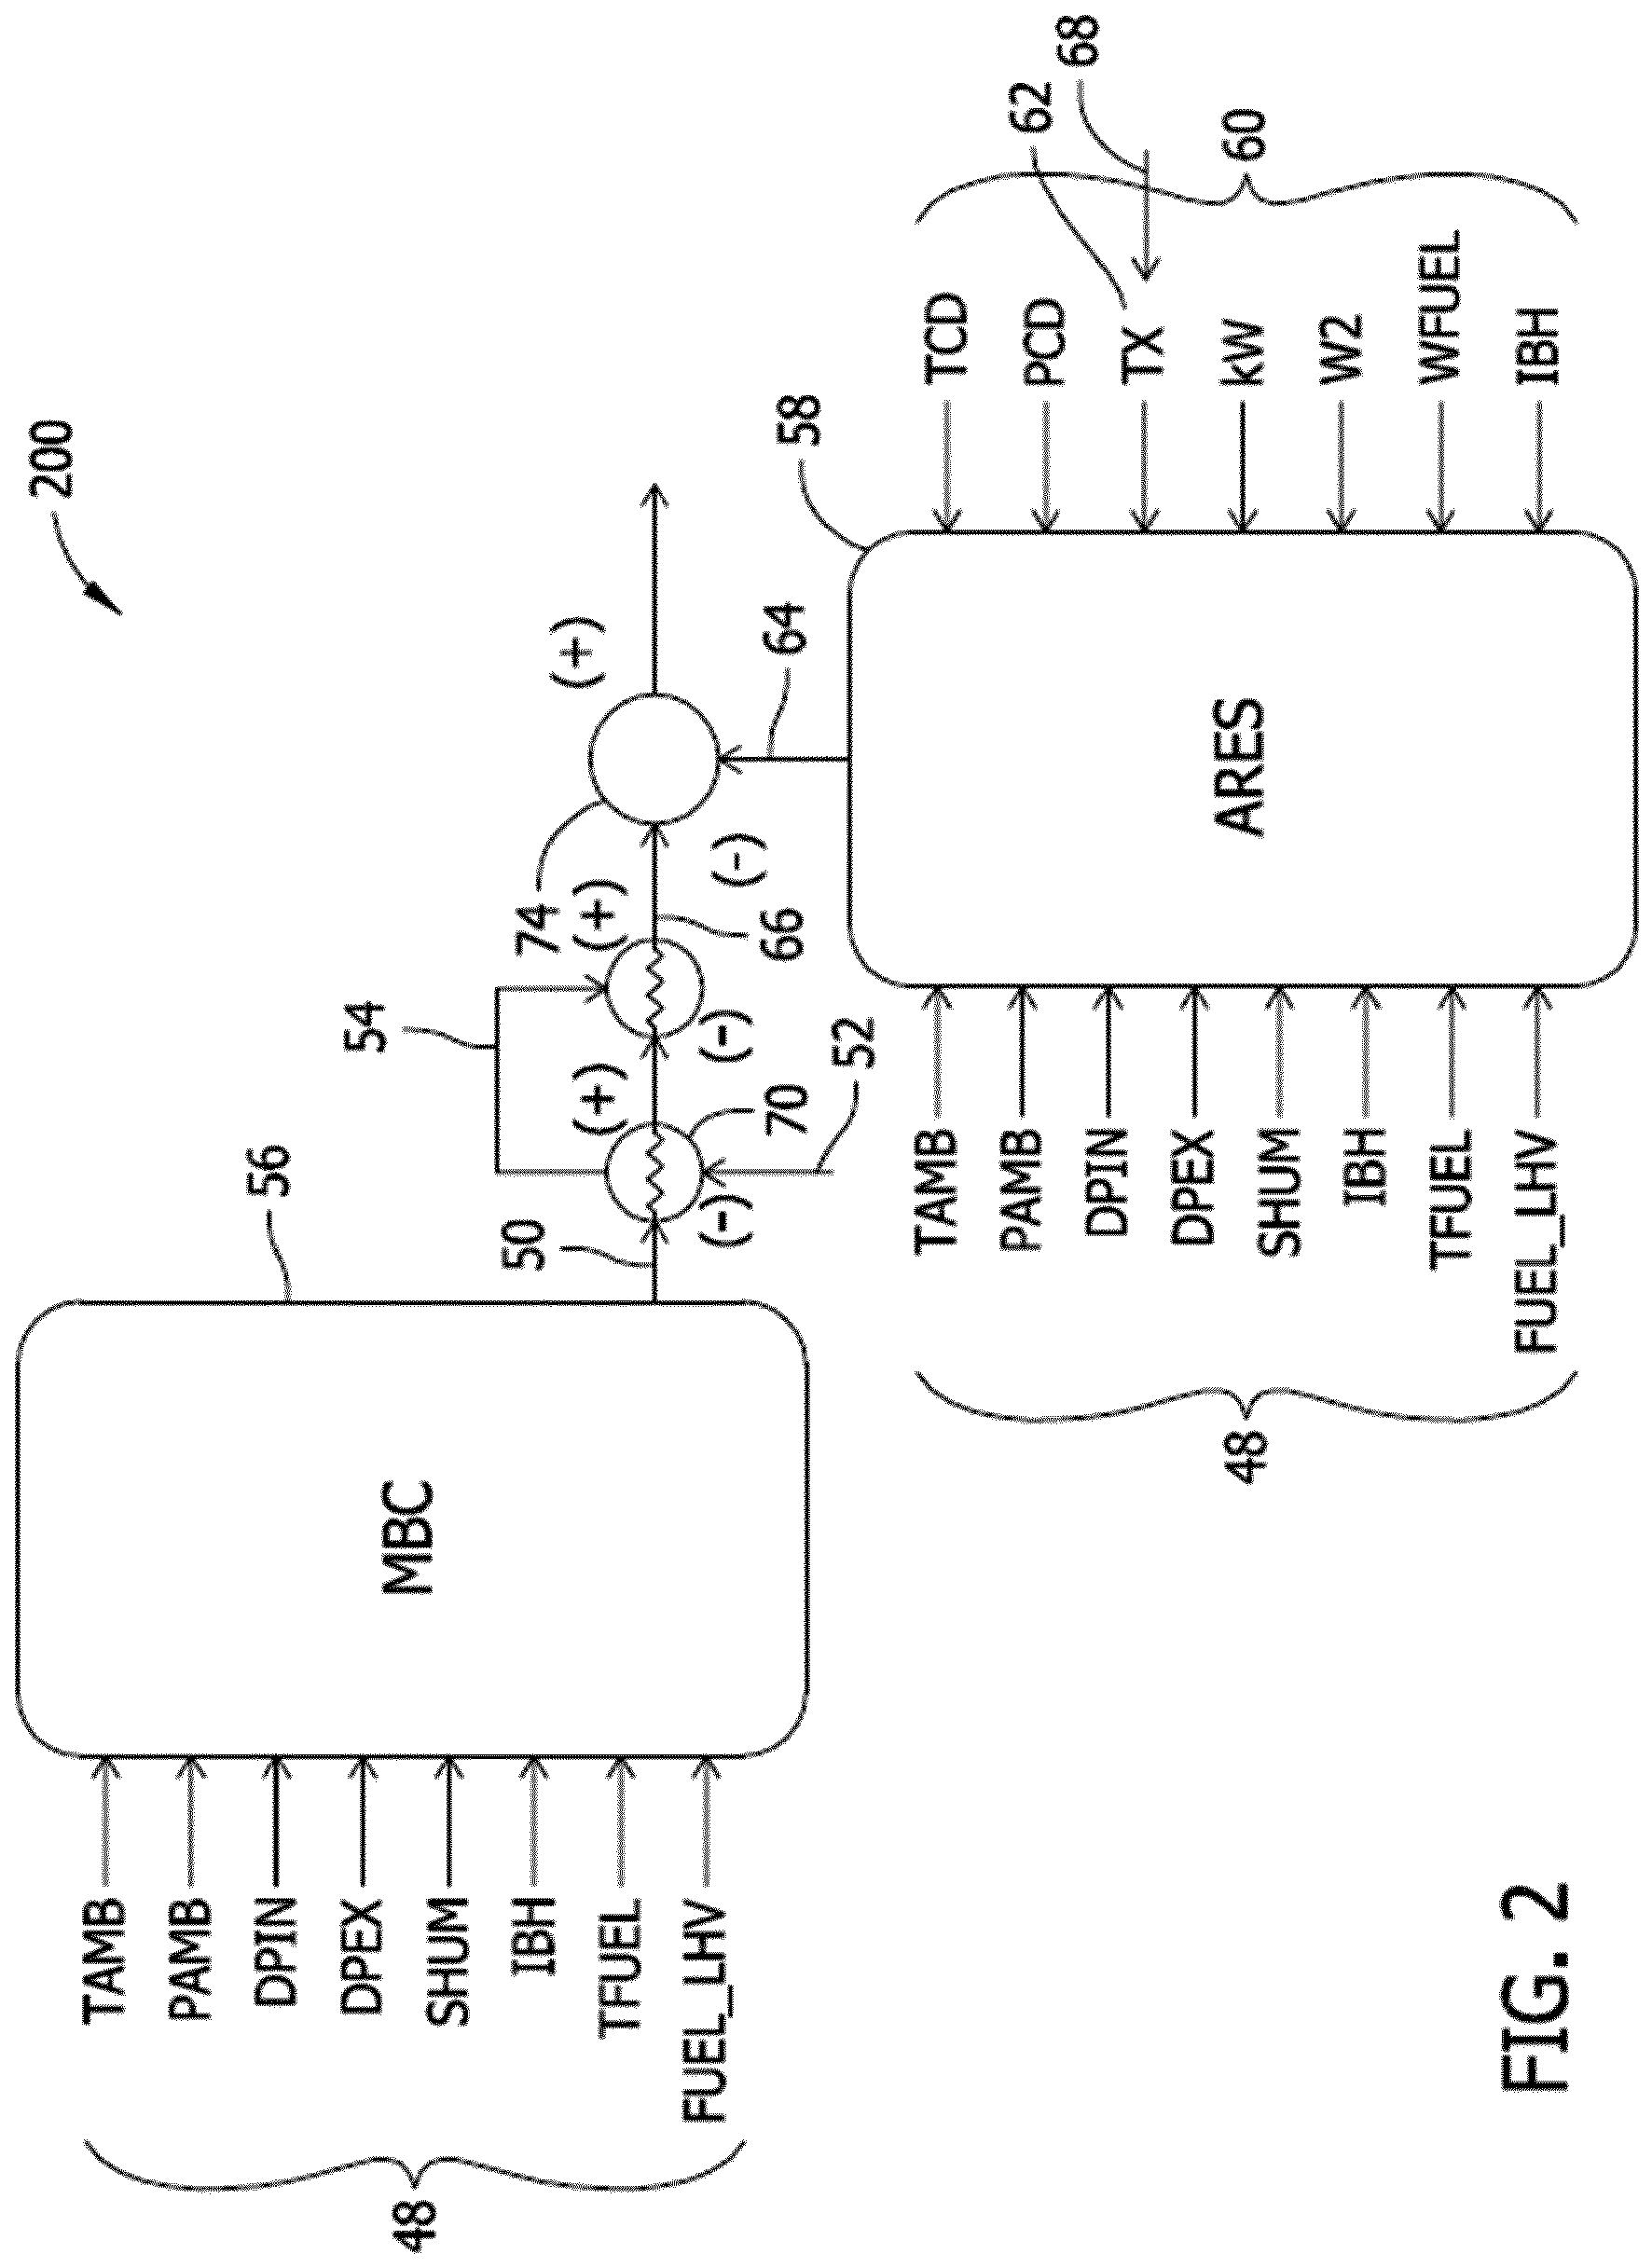 200
48
TAMB
PAMB
DPIN
DPEX
SHUM
IBH
TFUEL
FUEL_LHV
MBC
56
50
(-)
(+)
70
52
54
(-)
(+)
66
74
(-)
(+)
64
58
48
TAMB
PAMB
DPIN
DPEX
SHUM
IBH
TFUEL
FUEL_LHV
ARES
TCD
PCD
TX
kW
W2
WFUEL
IBH
62
68
60
FIG. 2